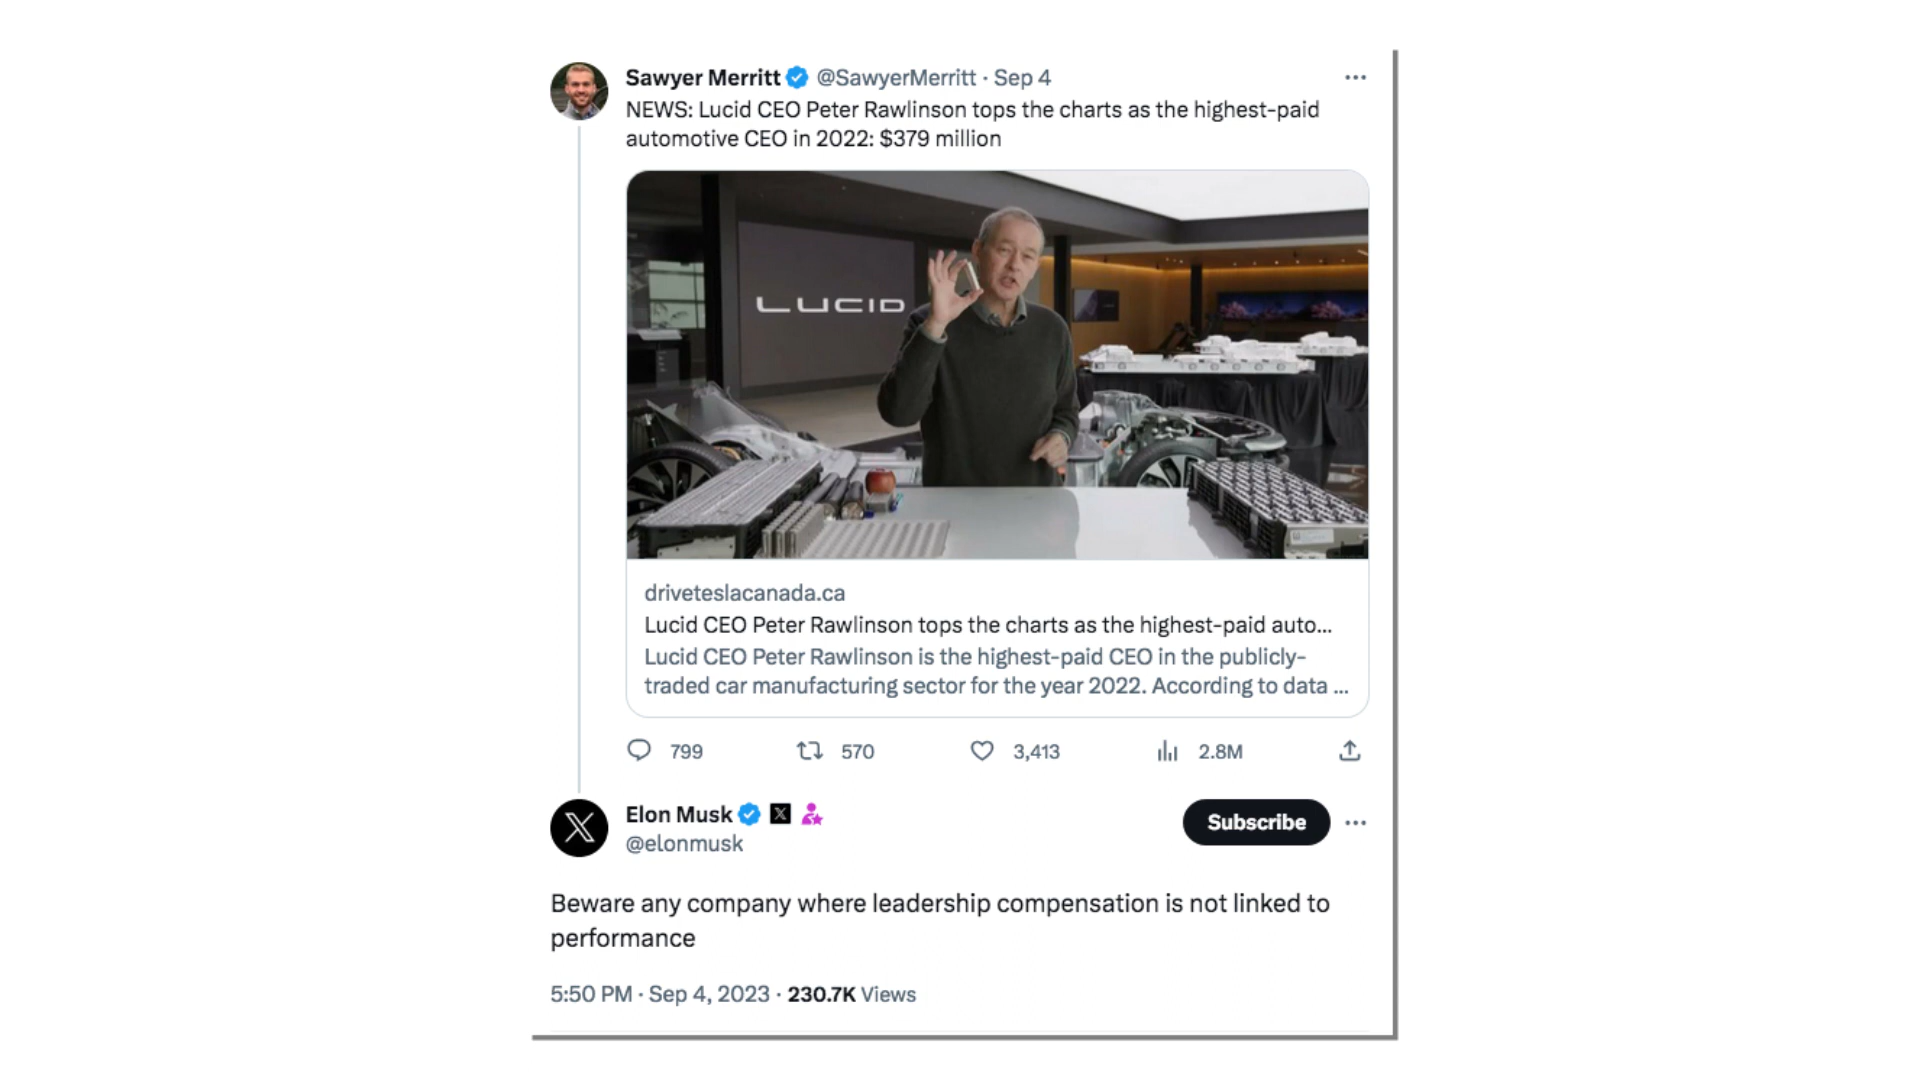 Sawyer Merritt @SawyerMerritt · Sep 4
NEWS: Lucid CEO Peter Rawlinson tops the charts as the highest-paid
automotive CEO in 2022: $379 million
LUCID
driveteslacanada.ca
Lucid CEO Peter Rawlinson tops the charts as the highest-paid auto...
Lucid CEO Peter Rawlinson is the highest-paid CEO in the publicly-
traded car manufacturing sector for the year 2022. According to data ...
799 570 3,413 2.8M
Elon Musk
@elonmusk
Subscribe
Beware any company where leadership compensation is not linked to
performance
5:50 PM · Sep 4, 2023 · 230.7K Views